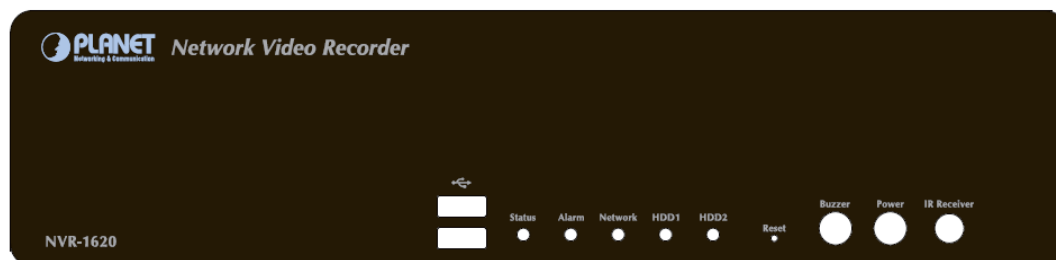 PLANET
Networking & Communication
Network Video Recorder
Status Alarm Network HDD1 HDD2 Reset Buzzer Power IR Receiver
NVR-1620